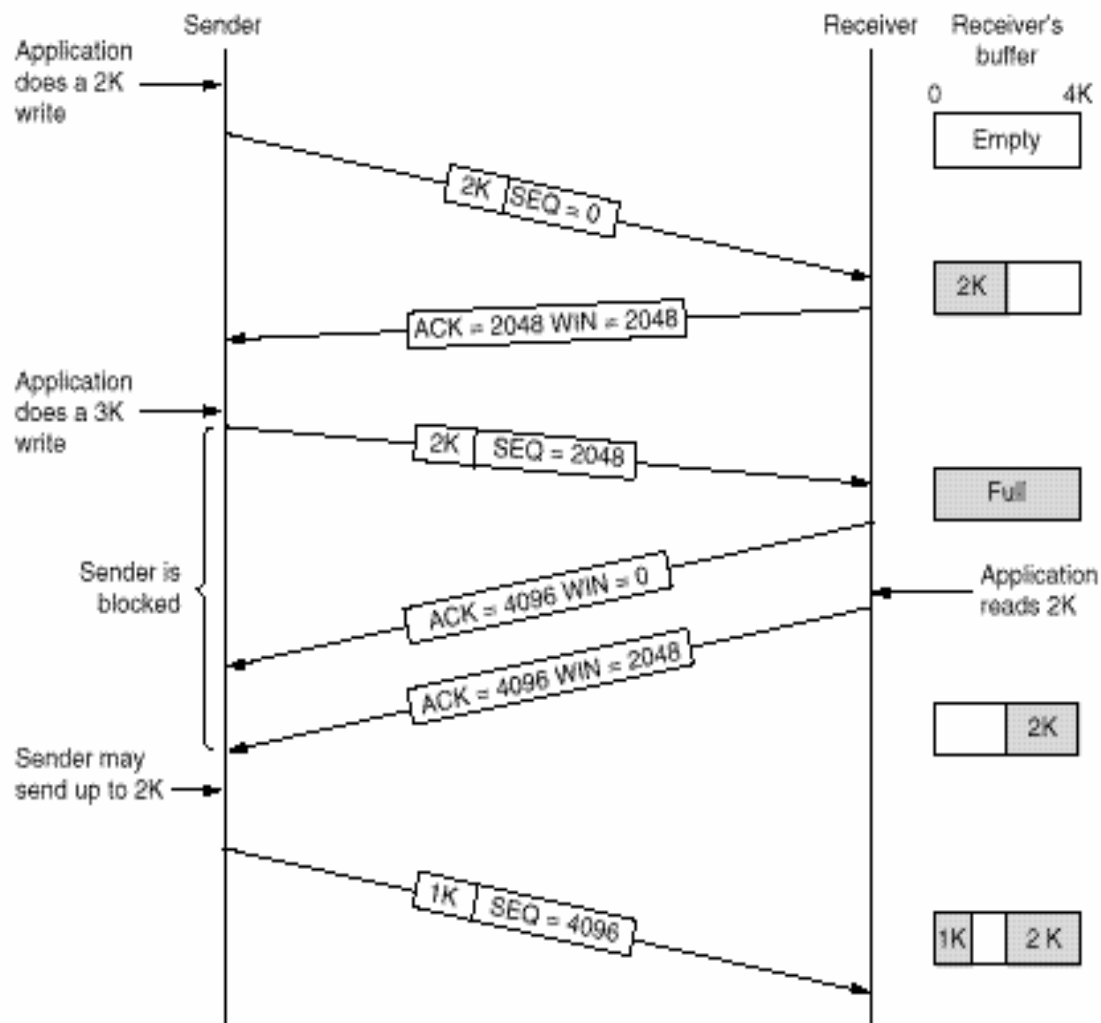 Sender
Receiver
Receiver's
buffer
Application
does a 2K
write
0 4K
Empty
2K SEQ = 0
2K
ACK = 2048 WIN = 2048
Application
does a 3K
write
2K SEQ = 2048
Full
Sender is
blocked
ACK = 4096 WIN = 0
Application
reads 2K
ACK = 4096 WIN = 2048
2K
Sender may
send up to 2K
1K SEQ = 4096
1K 2 K